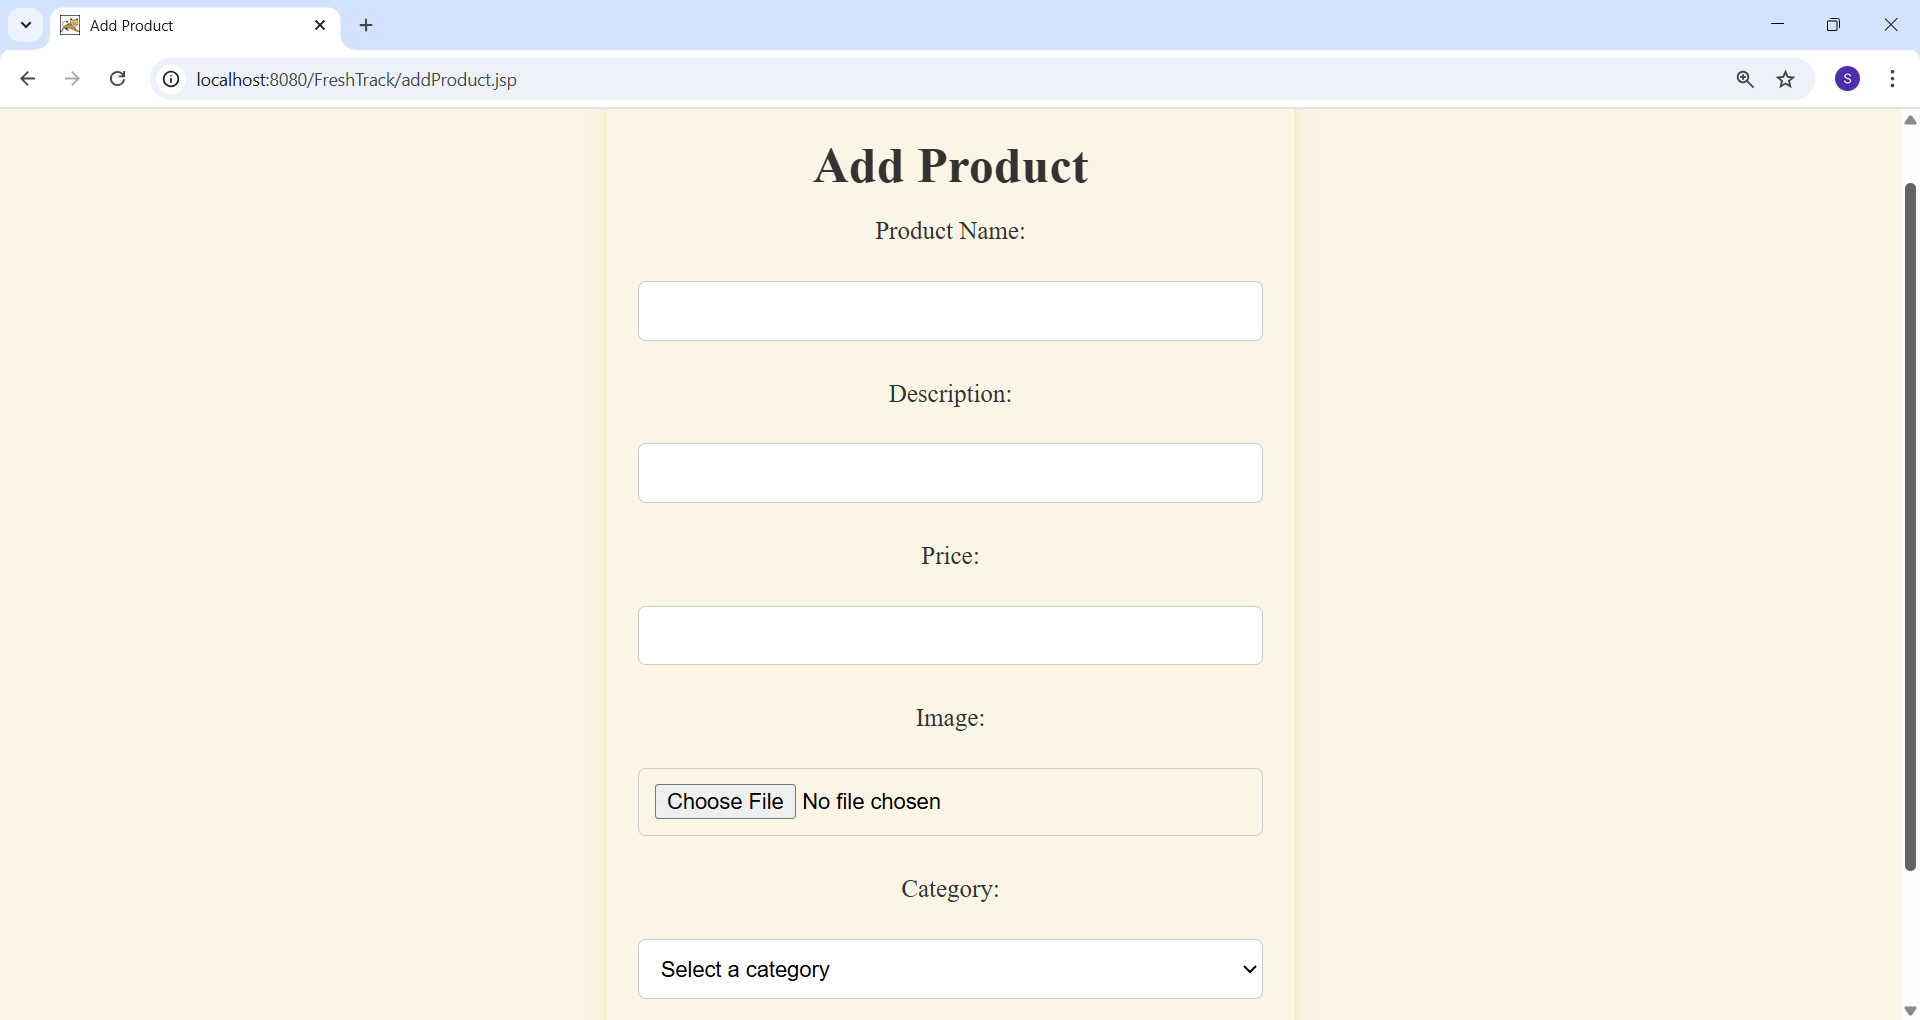 Add Product
localhost:8080/FreshTrack/addProduct.jsp
S
Add Product
Product Name:
Description:
Price:
Image:
Choose File No file chosen
Category:
Select a category